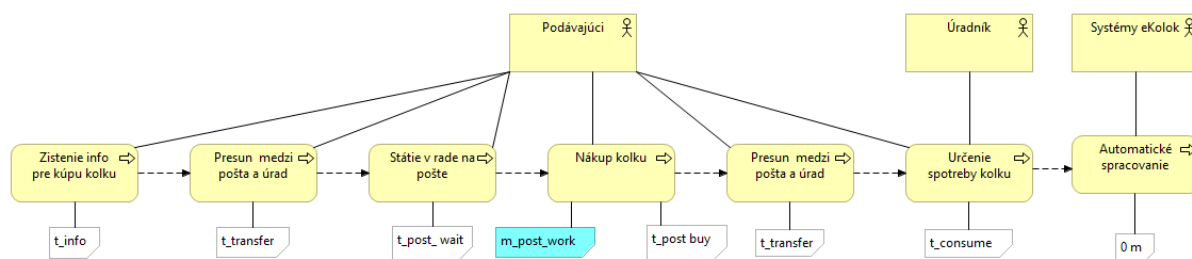 Podávajúci
Úradník
Systémy eKolok
Zistenie info
pre kúpu kolku
Presun medzi
pošta a úrad
Státie v rade na
pošte
Nákup kolku
Presun medzi
pošta a úrad
Určenie
spotreby kolku
Automatické
spracovanie
t_info
t_transfer
t_post_ wait
m_post_work
t_post buy
t_transfer
t_consume
0 m